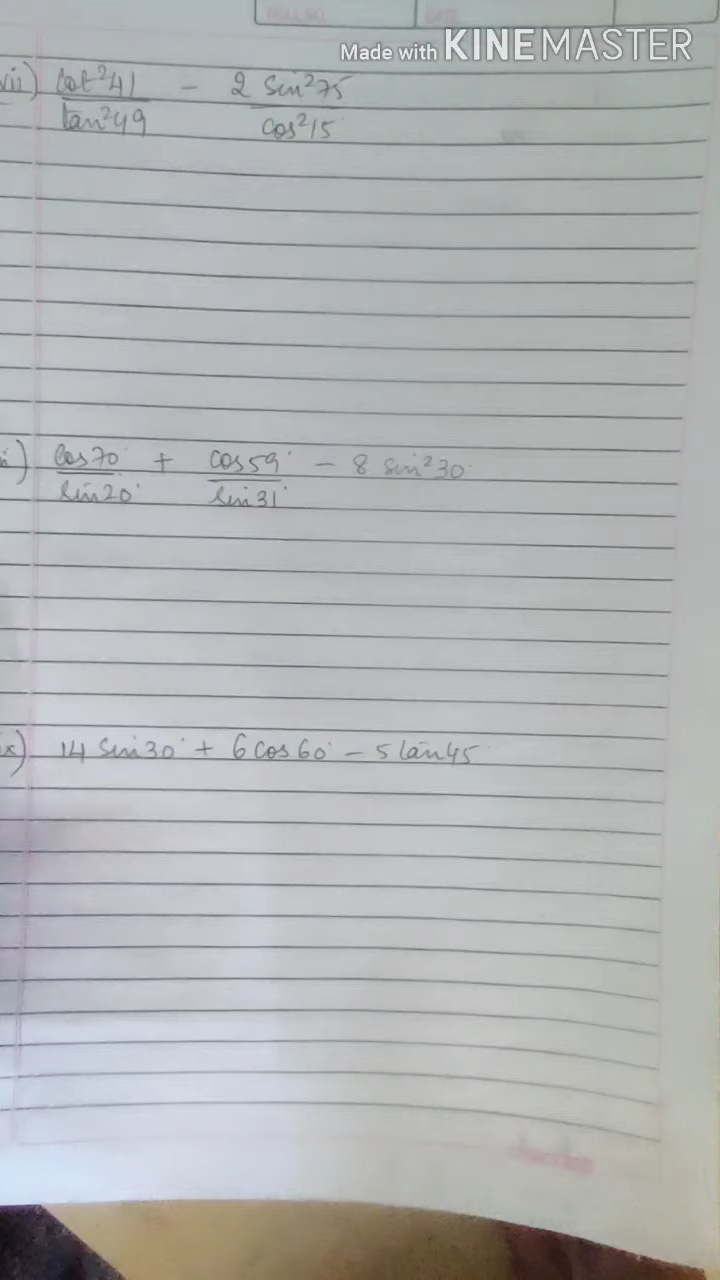 Made with KINEMASTER
vii) cot²41 - 2 sin²75
tan²49 cos²15
) cos70° + cos59° - 8 sin²30
sin20° sin31°
x) 14 sin30° + 6 cos60° - 5 tan45